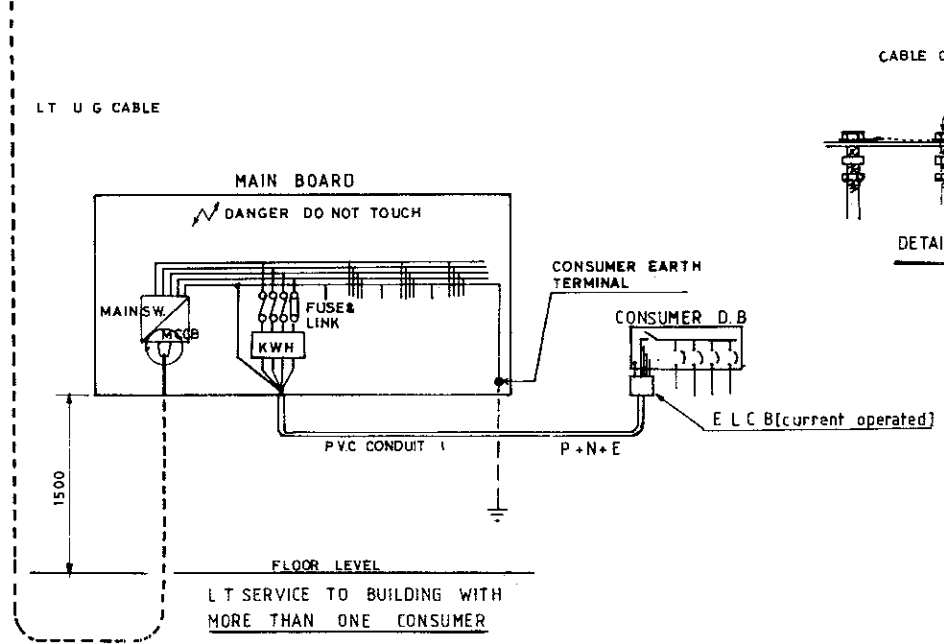 CABLE
LT U G CABLE
MAIN BOARD
DANGER DO NOT TOUCH
DETAI
CONSUMER EARTH
TERMINAL
MAIN SW.
MCCB
FUSE&
LINK
KWH
CONSUMER D.B
E L C B[current operated]
P.V.C CONDUIT
P+N+E
1500
FLOOR LEVEL
L T SERVICE TO BUILDING WITH
MORE THAN ONE CONSUMER